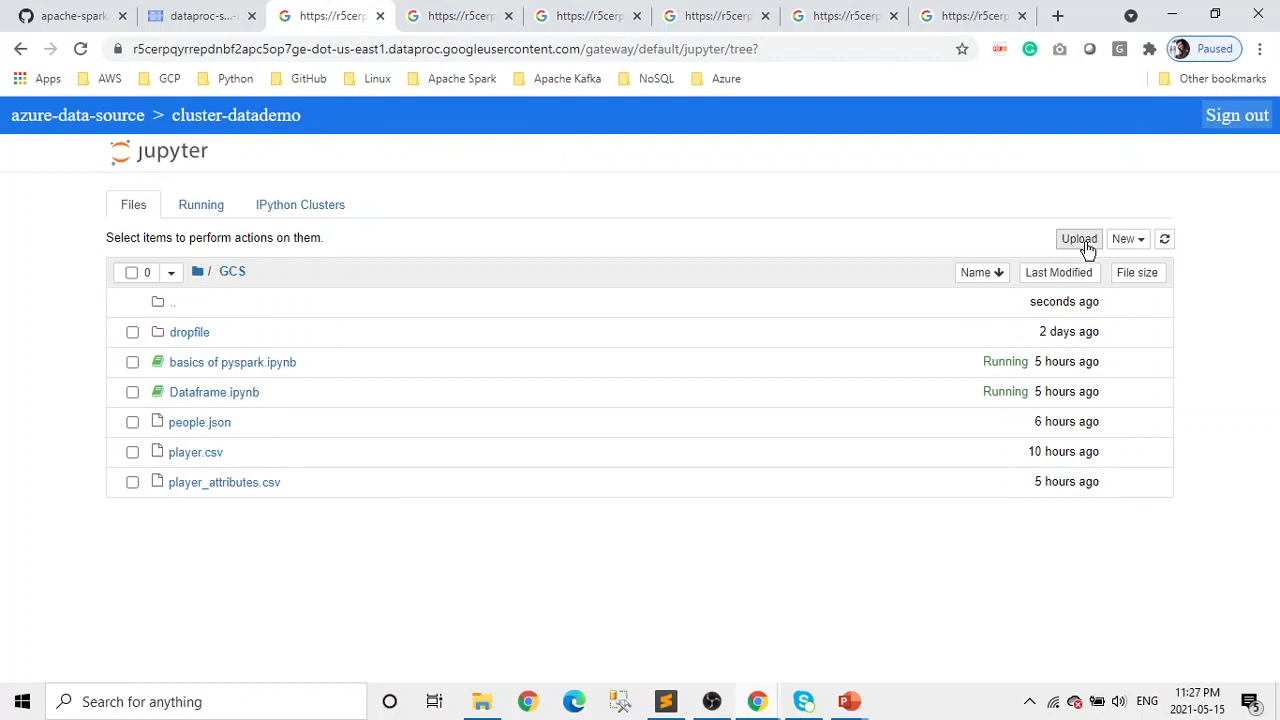 apache-spark. dataproc-s... https://r5cerp https://r5cerp https://r5cerp https://r5cerp https://r5cerp https://r5cerp
r5cerpqyrrepdnbf2apc5op7ge-dot-us-east1.dataproc.googleusercontent.com/gateway/default/jupyter/tree? Paused
Apps AWS GCP Python GitHub Linux Apache Spark Apache Kafka NoSQL Azure Other bookmarks
azure-data-source > cluster-datademo Sign out
jupyter
Files Running IPython Clusters
Select items to perform actions on them. Upload New
0 / GCS Name Last Modified File size
.. seconds ago
dropfile 2 days ago
basics of pyspark.ipynb Running 5 hours ago
Dataframe.ipynb Running 5 hours ago
people.json 6 hours ago
player.csv 10 hours ago
player_attributes.csv 5 hours ago
Search for anything ENG 11:27 PM
2021-05-15 5